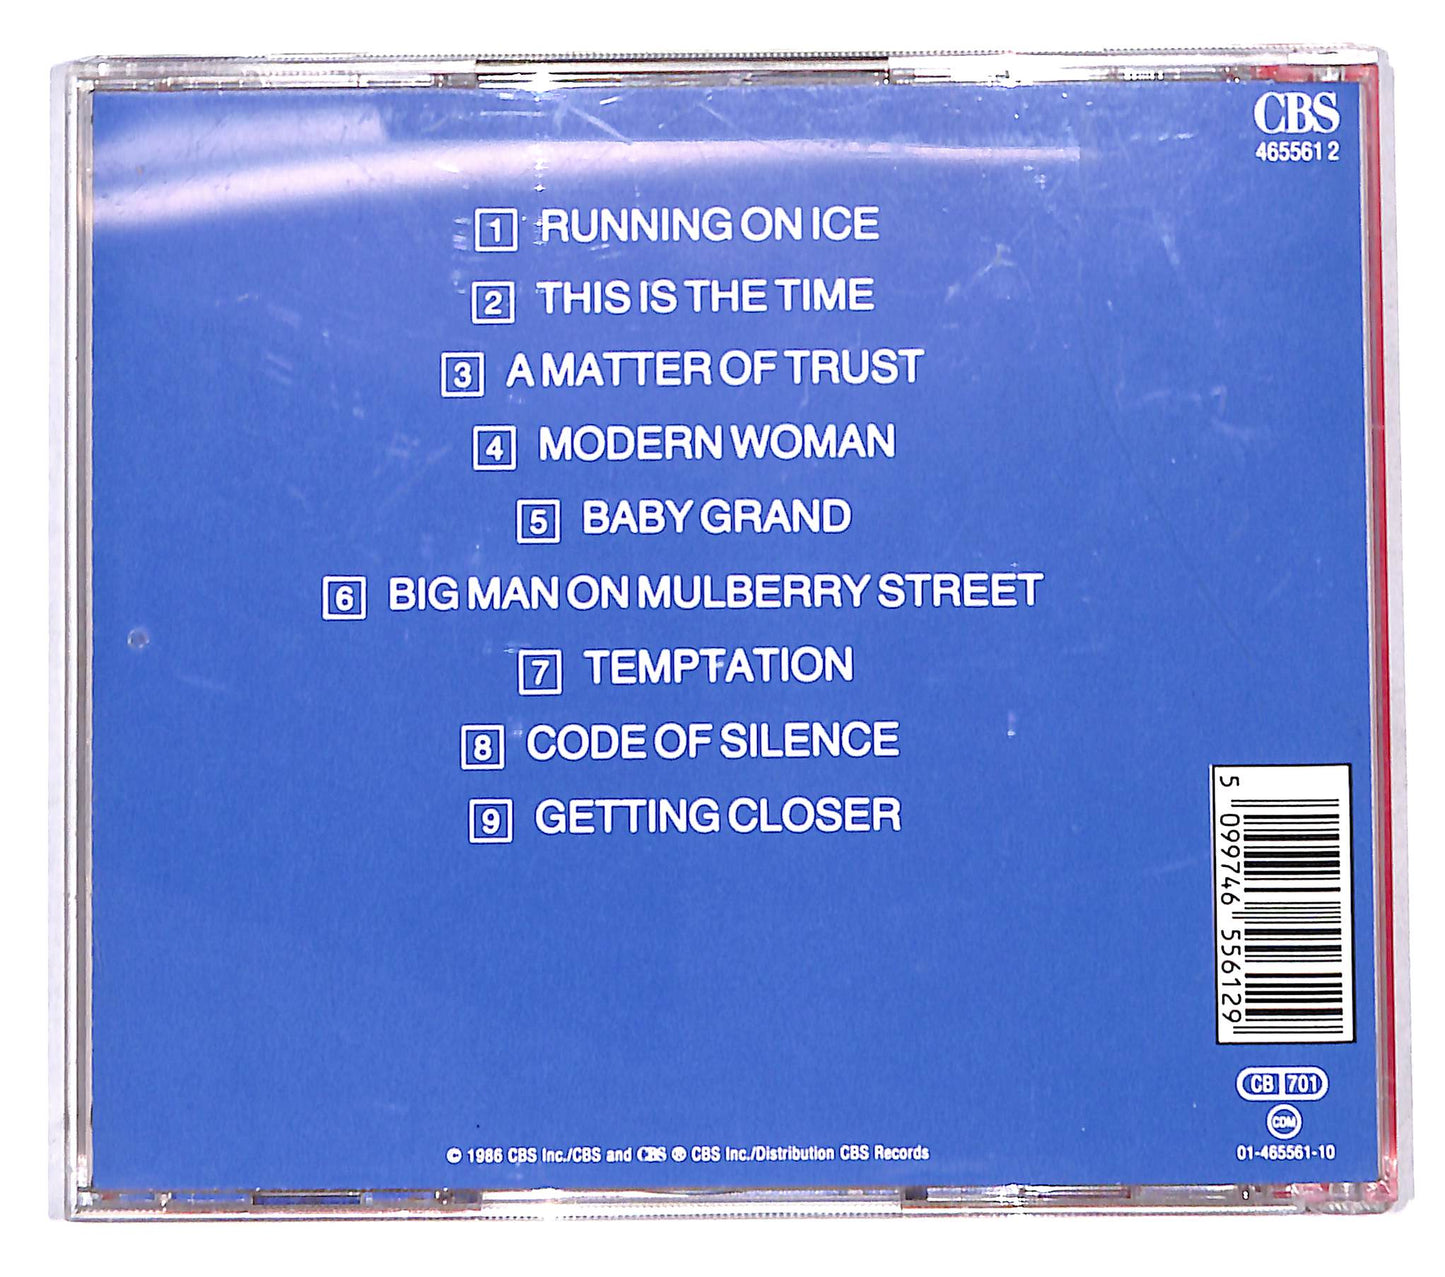 CBS
465561 2
1 RUNNING ON ICE
2 THIS IS THE TIME
3 A MATTER OF TRUST
4 MODERN WOMAN
5 BABY GRAND
6 BIG MAN ON MULBERRY STREET
7 TEMPTATION
8 CODE OF SILENCE
9 GETTING CLOSER
5 099746 556129
CB 701
CDM
01-465561-10
© 1986 CBS Inc./CBS and CBS ® CBS Inc./Distribution CBS Records